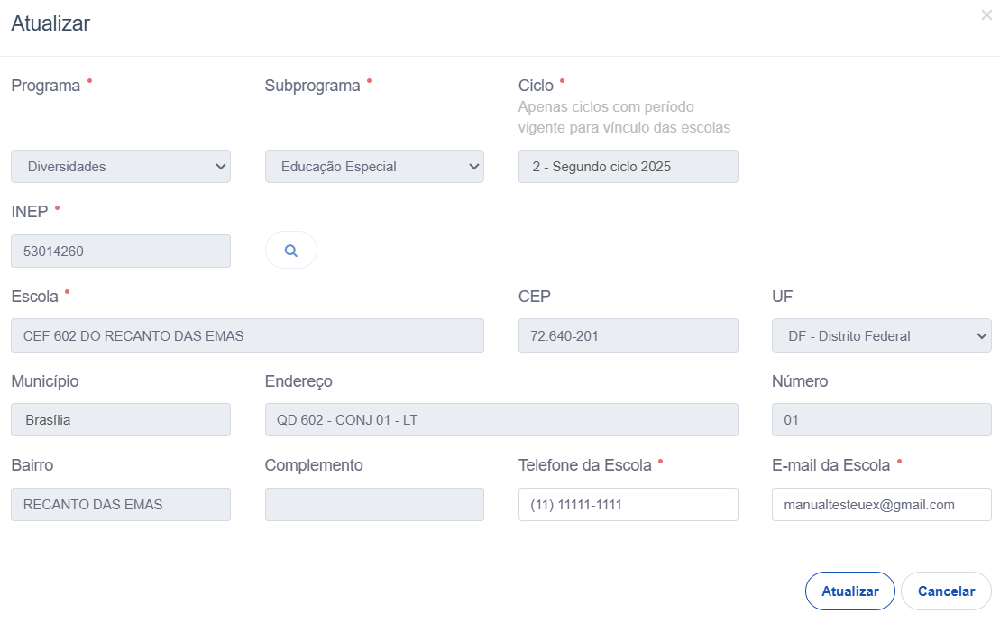 Atualizar
×
Programa *
Subprograma *
Ciclo *
Apenas ciclos com período
vigente para vínculo das escolas
Diversidades
Educação Especial
2 - Segundo ciclo 2025
INEP *
53014260
Escola *
CEP
UF
CEF 602 DO RECANTO DAS EMAS
72.640-201
DF - Distrito Federal
Município
Endereço
Número
Brasília
QD 602 - CONJ 01 - LT
01
Bairro
Complemento
Telefone da Escola *
E-mail da Escola *
RECANTO DAS EMAS
(11) 11111-1111
manualtesteuex@gmail.com
Atualizar
Cancelar